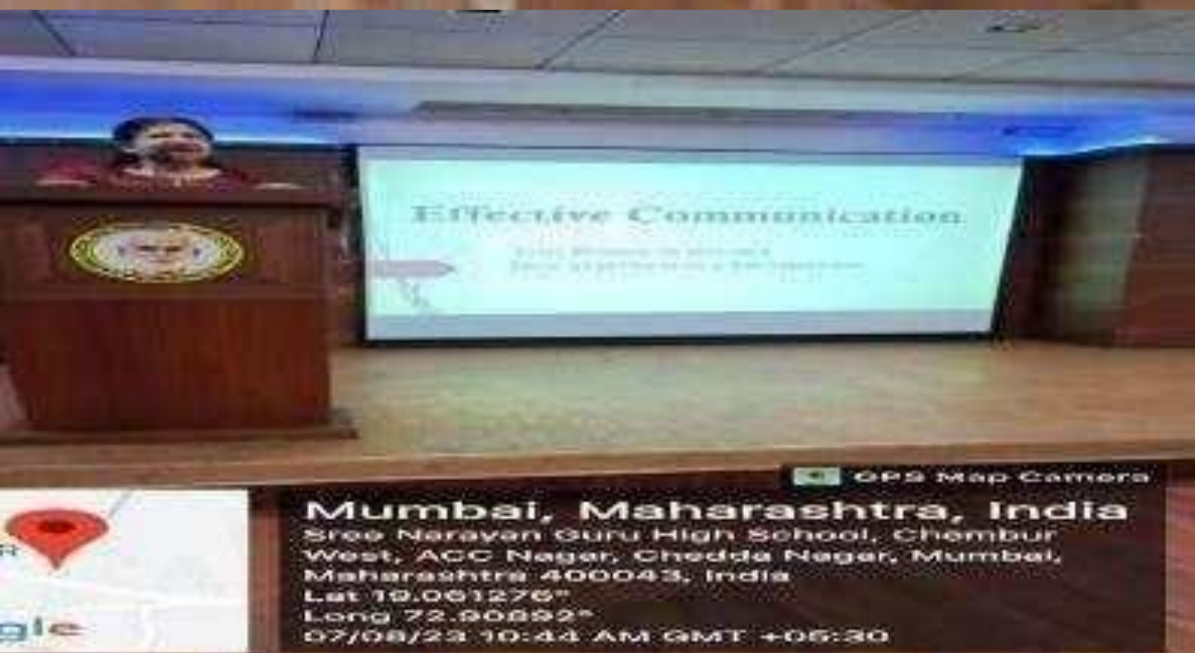 Effective Communication
GPS Map Camera
Mumbai, Maharashtra, India
Sree Narayan Guru High School, Chembur
West, ACC Nagar, Chedda Nagar, Mumbai,
Maharashtra 400043, India
Lat 19.061276°
Long 72.90892°
07/08/23 10:44 AM GMT +05:30